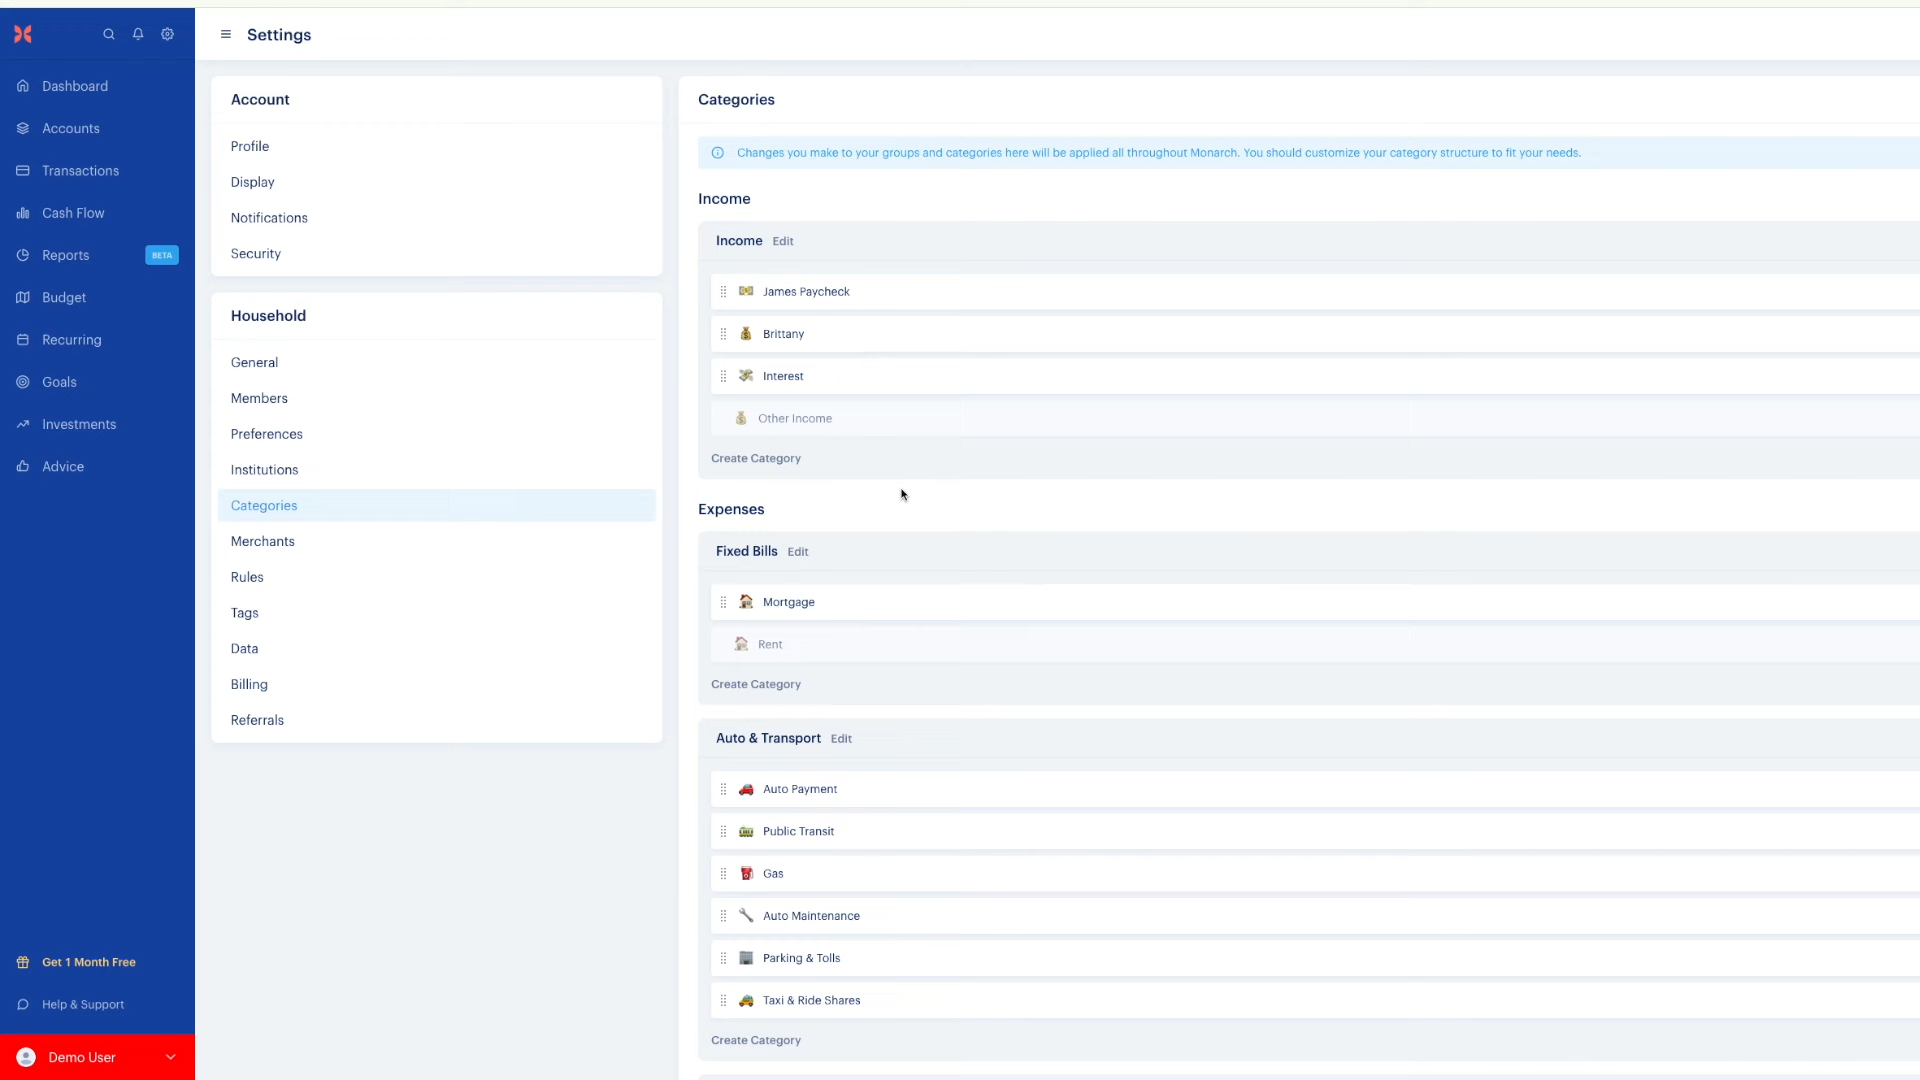 Settings
Dashboard
Accounts
Transactions
Cash Flow
Reports
BETA
Budget
Recurring
Goals
Investments
Advice
Get 1 Month Free
Help & Support
Demo User
Account
Profile
Display
Notifications
Security
Household
General
Members
Preferences
Institutions
Categories
Merchants
Rules
Tags
Data
Billing
Referrals
Categories
Changes you make to your groups and categories here will be applied all throughout Monarch. You should customize your category structure to fit your needs.
Income
Income Edit
James Paycheck
Brittany
Interest
Other Income
Create Category
Expenses
Fixed Bills Edit
Mortgage
Rent
Create Category
Auto & Transport Edit
Auto Payment
Public Transit
Gas
Auto Maintenance
Parking & Tolls
Taxi & Ride Shares
Create Category